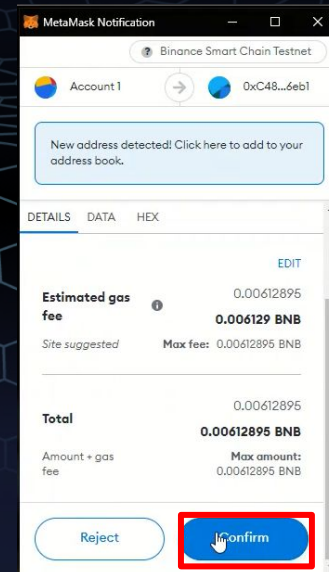 MetaMask Notification
? Binance Smart Chain Testnet
Account 1 0xC48...6eb1
New address detected! Click here to add to your
address book.
DETAILS DATA HEX
EDIT
Estimated gas fee 0.00612895
0.006129 BNB
Site suggested Max fee: 0.00612895 BNB
Total 0.00612895
0.00612895 BNB
Amount + gas fee Max amount:
0.00612895 BNB
Reject Confirm